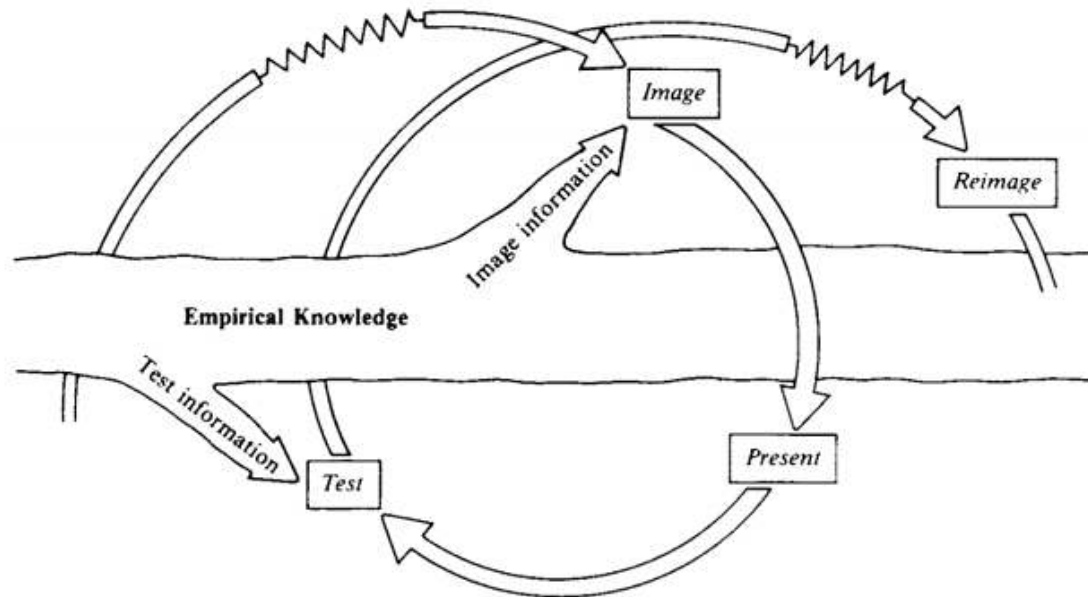 Image
Reimage
Image information
Empirical Knowledge
Test information
Present
Test